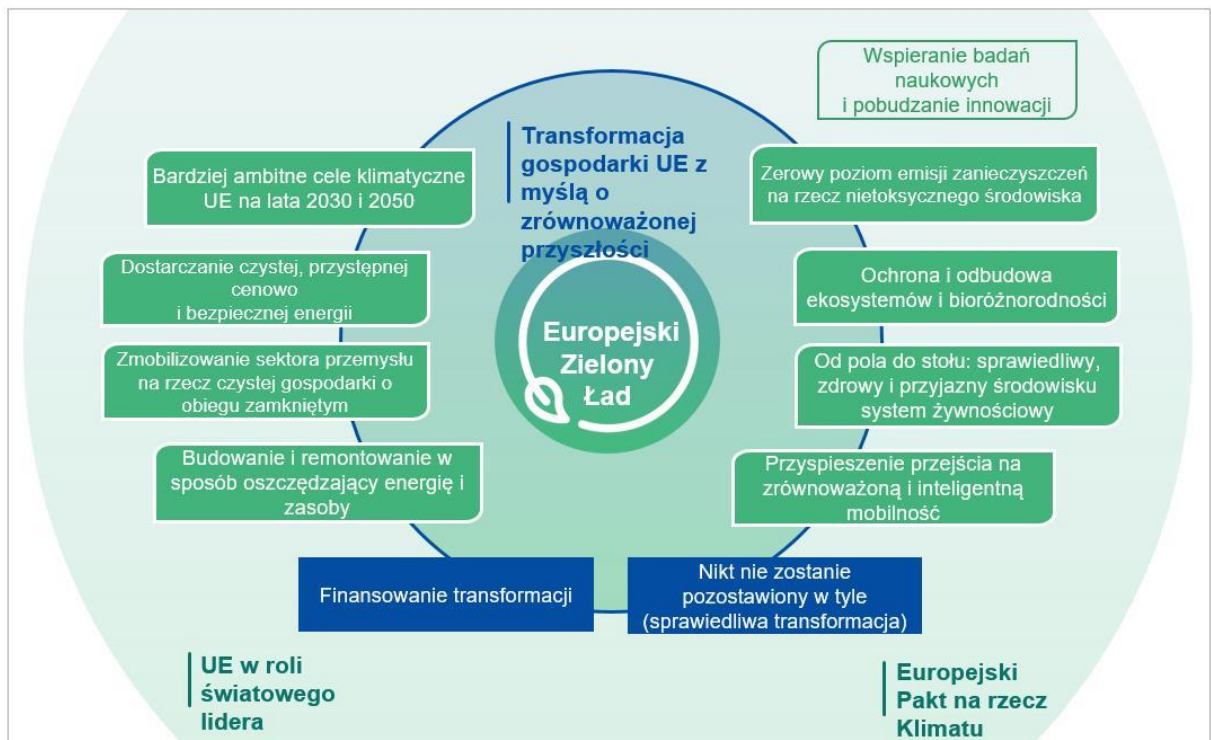 Wspieranie badań
naukowych
i pobudzanie innowacji
Transformacja
gospodarki UE z
myślą o
zrównoważonej
przyszłości
Bardziej ambitne cele klimatyczne
UE na lata 2030 i 2050
Zerowy poziom emisji zanieczyszczeń
na rzecz nietoksycznego środowiska
Dostarczanie czystej, przystępnej
cenowo
i bezpiecznej energii
Ochrona i odbudowa
ekosystemów i bioróżnorodności
Europejski
Zielony
Ład
Zmobilizowanie sektora przemysłu
na rzecz czystej gospodarki o
obiegu zamkniętym
Od pola do stołu: sprawiedliwy,
zdrowy i przyjazny środowisku
system żywnościowy
Budowanie i remontowanie w
sposób oszczędzający energię i
zasoby
Przyspieszenie przejścia na
zrównoważoną i inteligentną
mobilność
Finansowanie transformacji
Nikt nie zostanie
pozostawiony w tyle
(sprawiedliwa transformacja)
UE w roli
światowego
lidera
Europejski
Pakt na rzecz
Klimatu